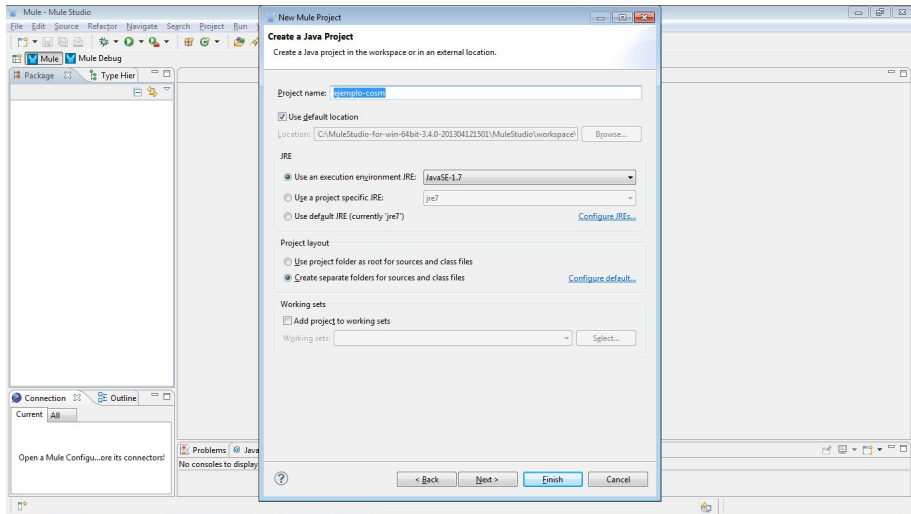 Mule - Mule Studio
File Edit Source Refactor Navigate Search Project Run
Mule Mule Debug
Package Type Hier
New Mule Project
Create a Java Project
Create a Java project in the workspace or in an external location.
Project name: ejemplo-cosm
Use default location
Location: C:\MuleStudio-for-win-64bit-3.4.0-201304121501\MuleStudio\workspace\ Browse...
JRE
Use an execution environment JRE: JavaSE-1.7
Use a project specific JRE: jre7
Use default JRE (currently 'jre7') Configure JREs...
Project layout
Use project folder as root for sources and class files
Create separate folders for sources and class files Configure default...
Working sets
Add project to working sets
Working sets: Select...
Connection Outline
Current All
Open a Mule Configu...ore its connectors!
Problems @ Java
No consoles to display
< Back Next > Finish Cancel